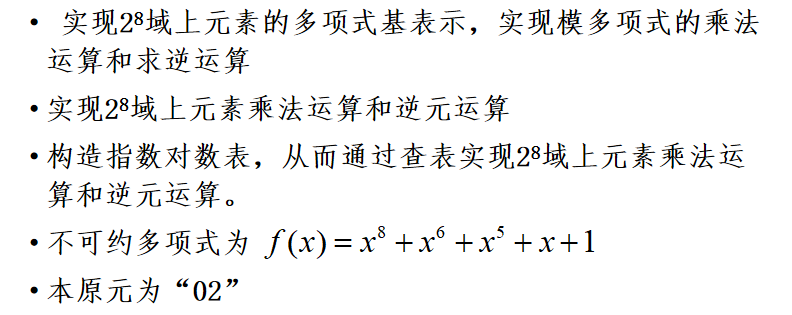 • 实现2⁸域上元素的多项式基表示，实现模多项式的乘法
运算和求逆运算
• 实现2⁸域上元素乘法运算和逆元运算
• 构造指数对数表，从而通过查表实现2⁸域上元素乘法运
算和逆元运算。
• 不可约多项式为 f(x) = x⁸ + x⁶ + x⁵ + x + 1
• 本原元为“02”